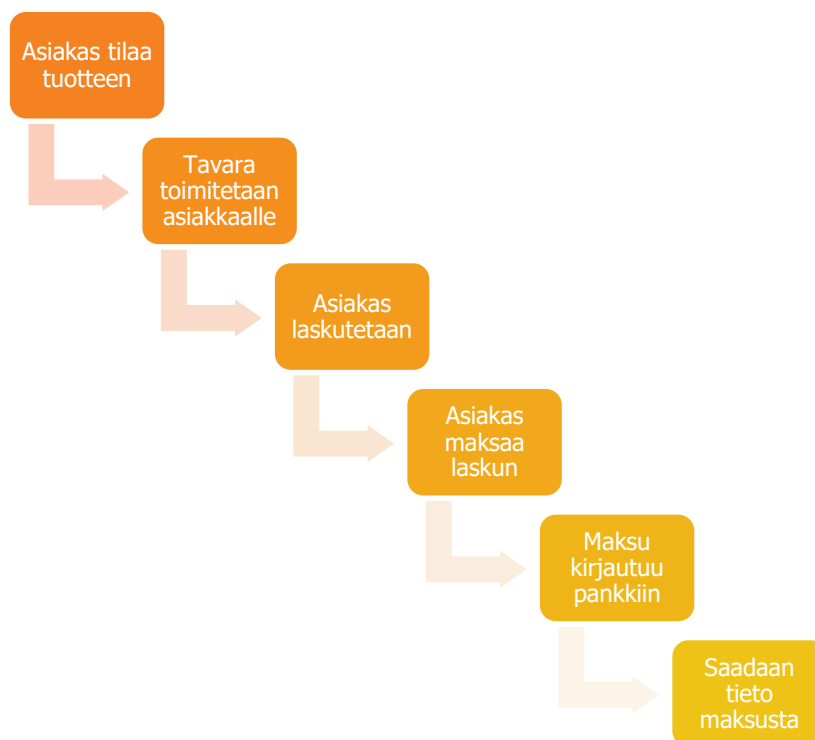 Asiakas tilaa
tuotteen
Tavara
toimitetaan
asiakkaalle
Asiakas
laskutetaan
Asiakas
maksaa
laskun
Maksu
kirjautuu
pankkiin
Saadaan
tieto
maksusta